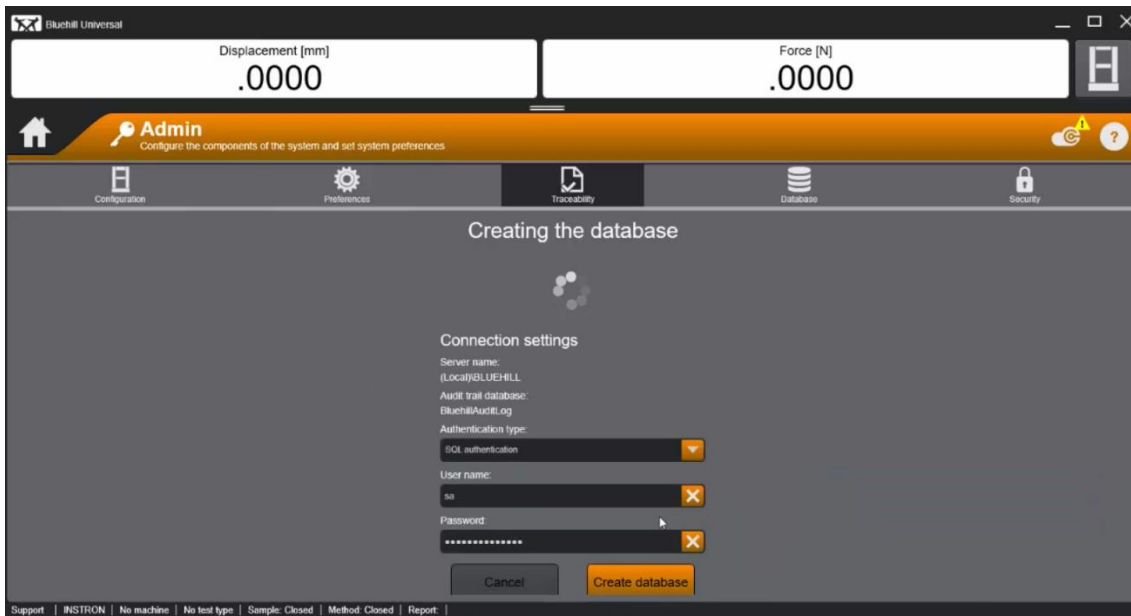 Bluehill Universal
Displacement [mm]
.0000
Force [N]
.0000
Admin
Configure the components of the system and set system preferences
Configuration
Preferences
Traceability
Database
Security
Creating the database
Connection settings
Server name:
(Local)\BLUEHILL
Audit trail database:
BluehillAuditLog
Authentication type:
SQL authentication
User name:
sa
Password:
••••••••••••••
Cancel
Create database
Support | INSTRON | No machine | No test type | Sample: Closed | Method: Closed | Report: |